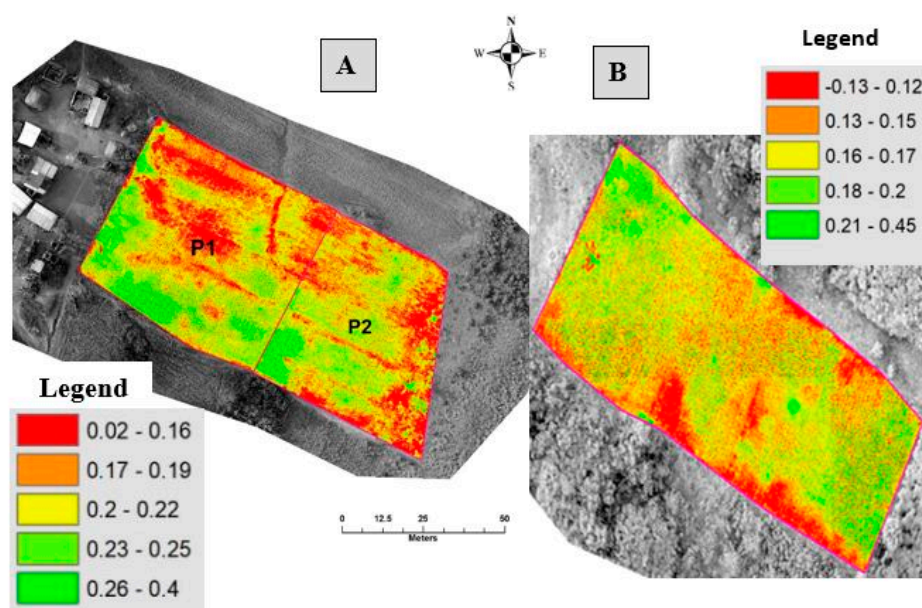 A
N
W E
S
B
Legend
-0.13 - 0.12
0.13 - 0.15
0.16 - 0.17
0.18 - 0.2
0.21 - 0.45
P1
P2
Legend
0.02 - 0.16
0.17 - 0.19
0.2 - 0.22
0.23 - 0.25
0.26 - 0.4
0 12.5 25 50
Meters